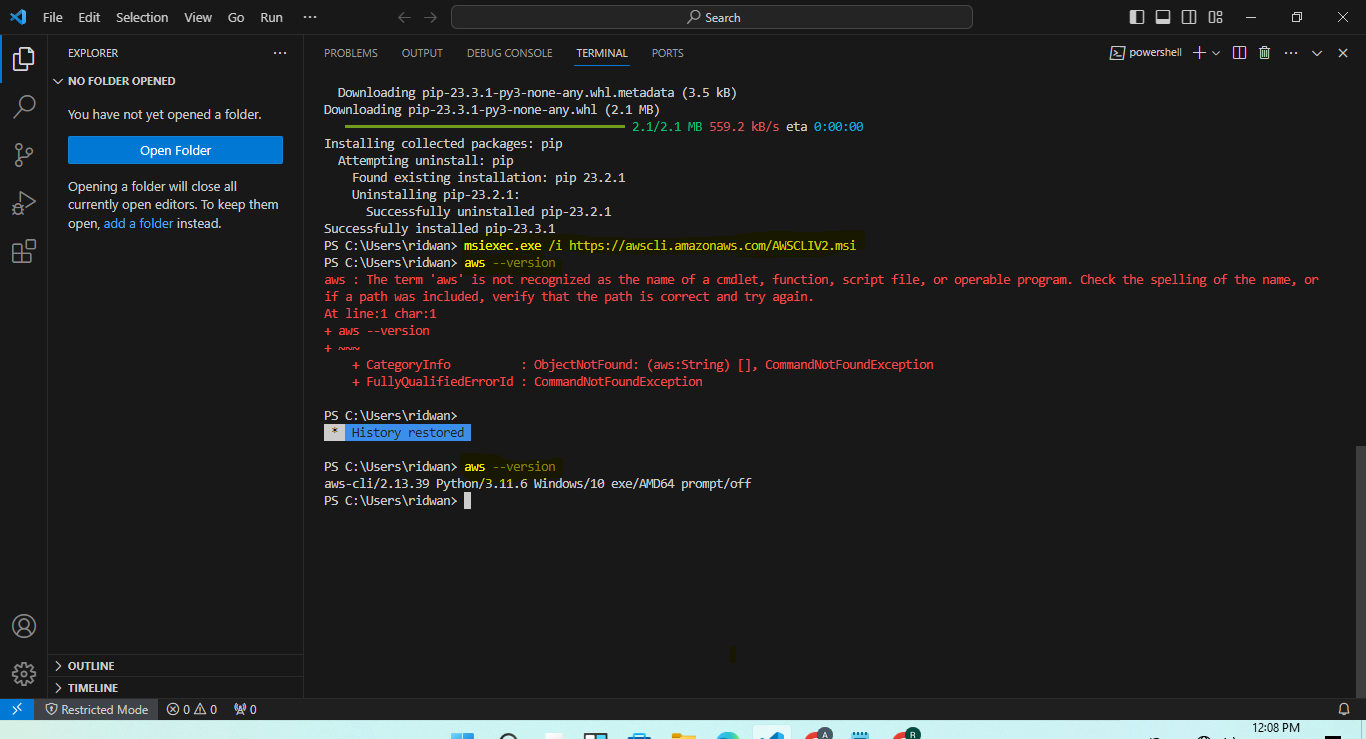 File Edit Selection View Go Run ···
Search
EXPLORER ···
NO FOLDER OPENED
You have not yet opened a folder.
Open Folder
Opening a folder will close all
currently open editors. To keep them
open, add a folder instead.
OUTLINE
TIMELINE
PROBLEMS OUTPUT DEBUG CONSOLE TERMINAL PORTS
powershell
Downloading pip-23.3.1-py3-none-any.whl.metadata (3.5 kB)
Downloading pip-23.3.1-py3-none-any.whl (2.1 MB)
2.1/2.1 MB 559.2 kB/s eta 0:00:00
Installing collected packages: pip
Attempting uninstall: pip
Found existing installation: pip 23.2.1
Uninstalling pip-23.2.1:
Successfully uninstalled pip-23.2.1
Successfully installed pip-23.3.1
PS C:\Users\ridwan> msiexec.exe /i https://awscli.amazonaws.com/AWSCLIV2.msi
PS C:\Users\ridwan> aws --version
aws : The term 'aws' is not recognized as the name of a cmdlet, function, script file, or operable program. Check the spelling of the name, or
if a path was included, verify that the path is correct and try again.
At line:1 char:1
+ aws --version
+ ~~~
+ CategoryInfo : ObjectNotFound: (aws:String) [], CommandNotFoundException
+ FullyQualifiedErrorId : CommandNotFoundException
PS C:\Users\ridwan>
* History restored
PS C:\Users\ridwan> aws --version
aws-cli/2.13.39 Python/3.11.6 Windows/10 exe/AMD64 prompt/off
PS C:\Users\ridwan>
Restricted Mode 0 0 0
A R 12:08 PM